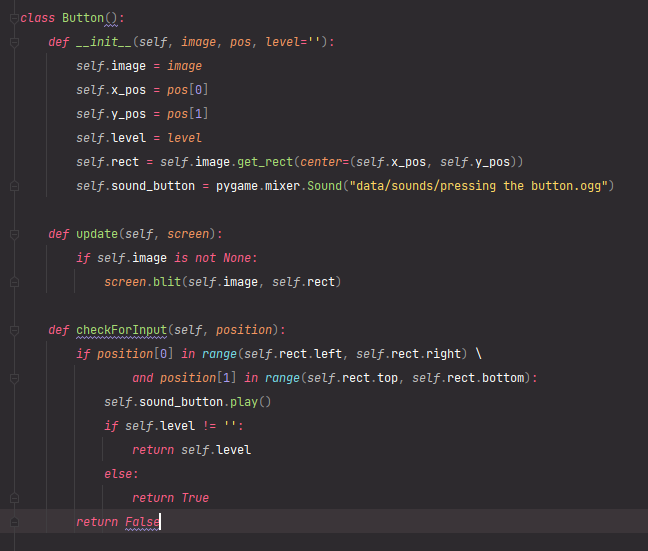 class Button():
    def __init__(self, image, pos, level=''):
        self.image = image
        self.x_pos = pos[0]
        self.y_pos = pos[1]
        self.level = level
        self.rect = self.image.get_rect(center=(self.x_pos, self.y_pos))
        self.sound_button = pygame.mixer.Sound("data/sounds/pressing the button.ogg")
    def update(self, screen):
        if self.image is not None:
            screen.blit(self.image, self.rect)
    def checkForInput(self, position):
        if position[0] in range(self.rect.left, self.rect.right) \
                and position[1] in range(self.rect.top, self.rect.bottom):
            self.sound_button.play()
            if self.level != '':
                return self.level
            else:
                return True
        return False